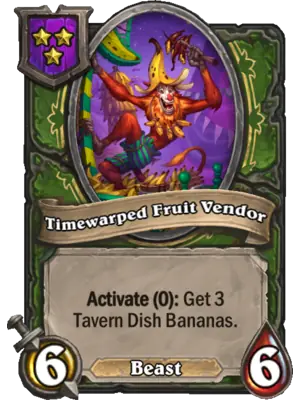 Timewarped Fruit Vendor
Activate (0): Get 3
Tavern Dish Bananas.
6
Beast
6